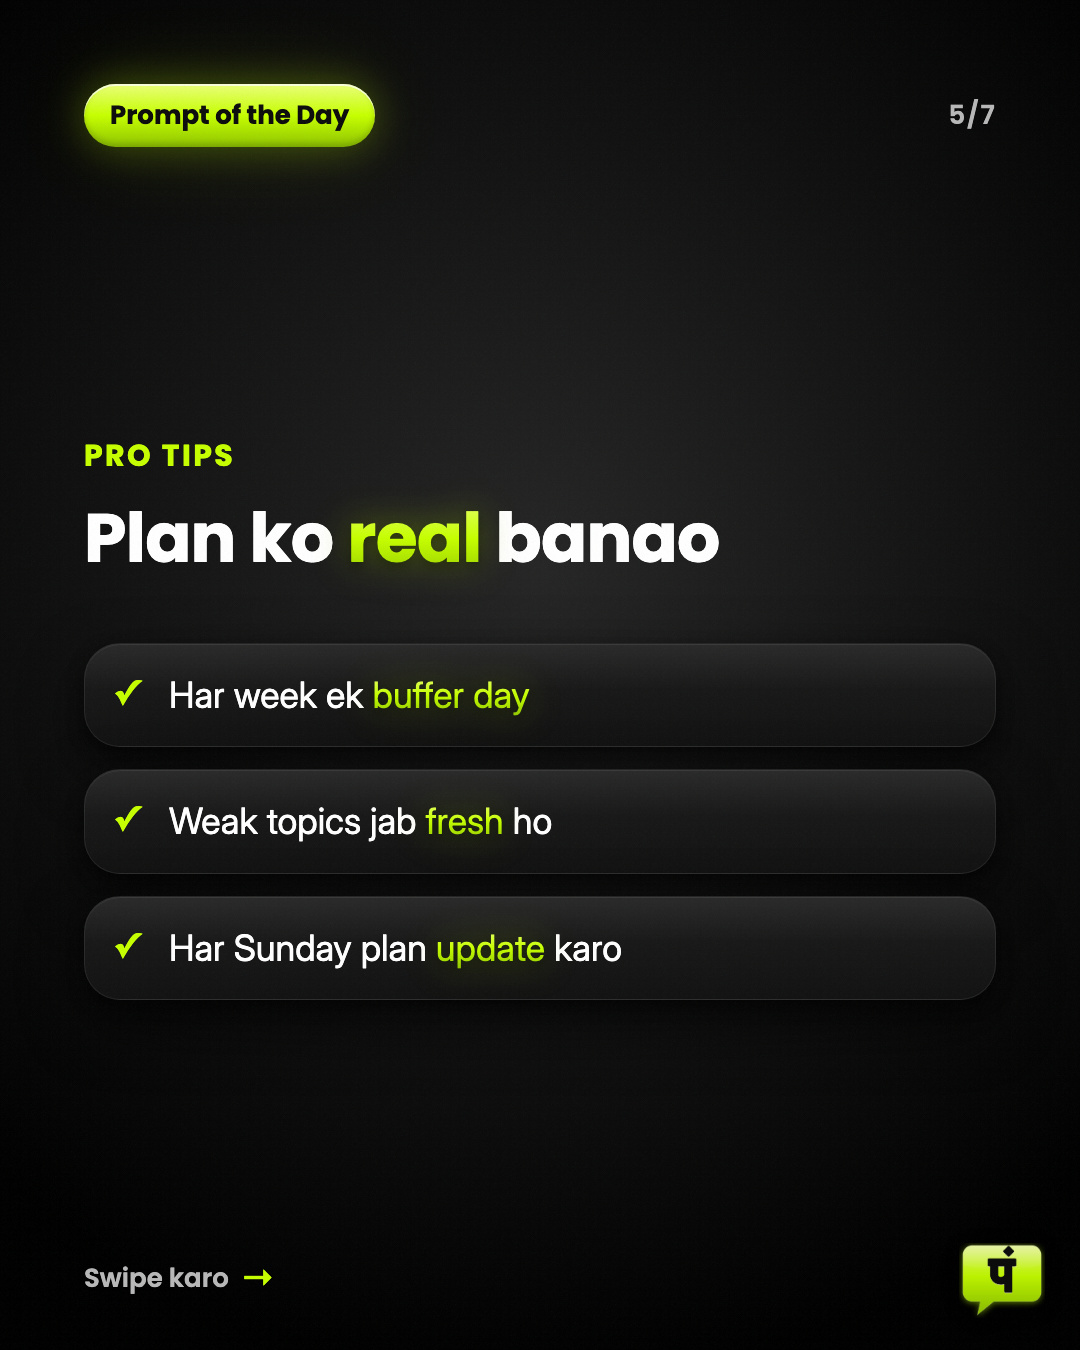 Prompt of the Day
5/7
PRO TIPS
Plan ko real banao
✓ Har week ek buffer day
✓ Weak topics jab fresh ho
✓ Har Sunday plan update karo
Swipe karo →
पं